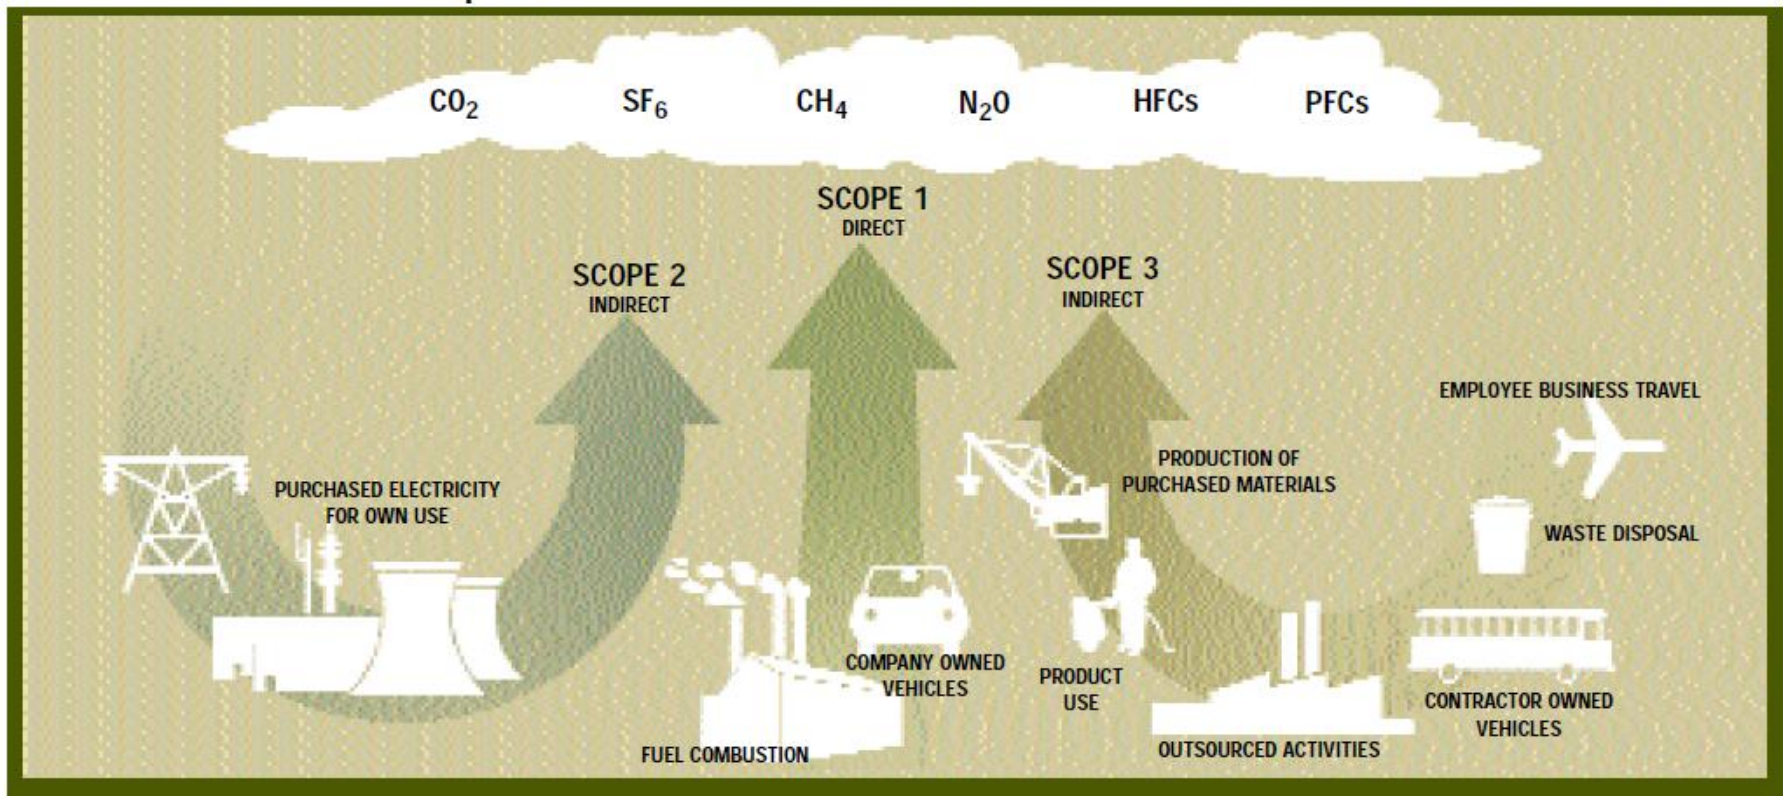 CO₂ SF₆ CH₄ N₂O HFCs PFCs
SCOPE 1
DIRECT
SCOPE 2
INDIRECT
SCOPE 3
INDIRECT
EMPLOYEE BUSINESS TRAVEL
PRODUCTION OF
PURCHASED MATERIALS
PURCHASED ELECTRICITY
FOR OWN USE
WASTE DISPOSAL
COMPANY OWNED
VEHICLES
PRODUCT
USE
CONTRACTOR OWNED
VEHICLES
FUEL COMBUSTION
OUTSOURCED ACTIVITIES